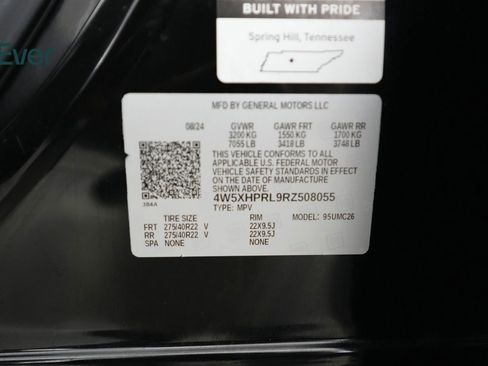 BUILT WITH PRIDE
Spring Hill, Tennessee
Ever
MFD BY GENERAL MOTORS LLC
08/24 GVWR GAWR FRT GAWR RR
3200 KG 1550 KG 1700 KG
7055 LB 3418 LB 3748 LB
THIS VEHICLE CONFORMS TO ALL
APPLICABLE U.S. FEDERAL MOTOR
VEHICLE SAFETY STANDARDS IN EFFECT
ON THE DATE OF MANUFACTURE
SHOWN ABOVE.
4W5XHPRL9RZ508055
3B4A TYPE: MPV
TIRE SIZE RIM MODEL: 95UMC26
FRT 275/40R22 V 22X9.5J
RR 275/40R22 V 22X9.5J
SPA NONE NONE